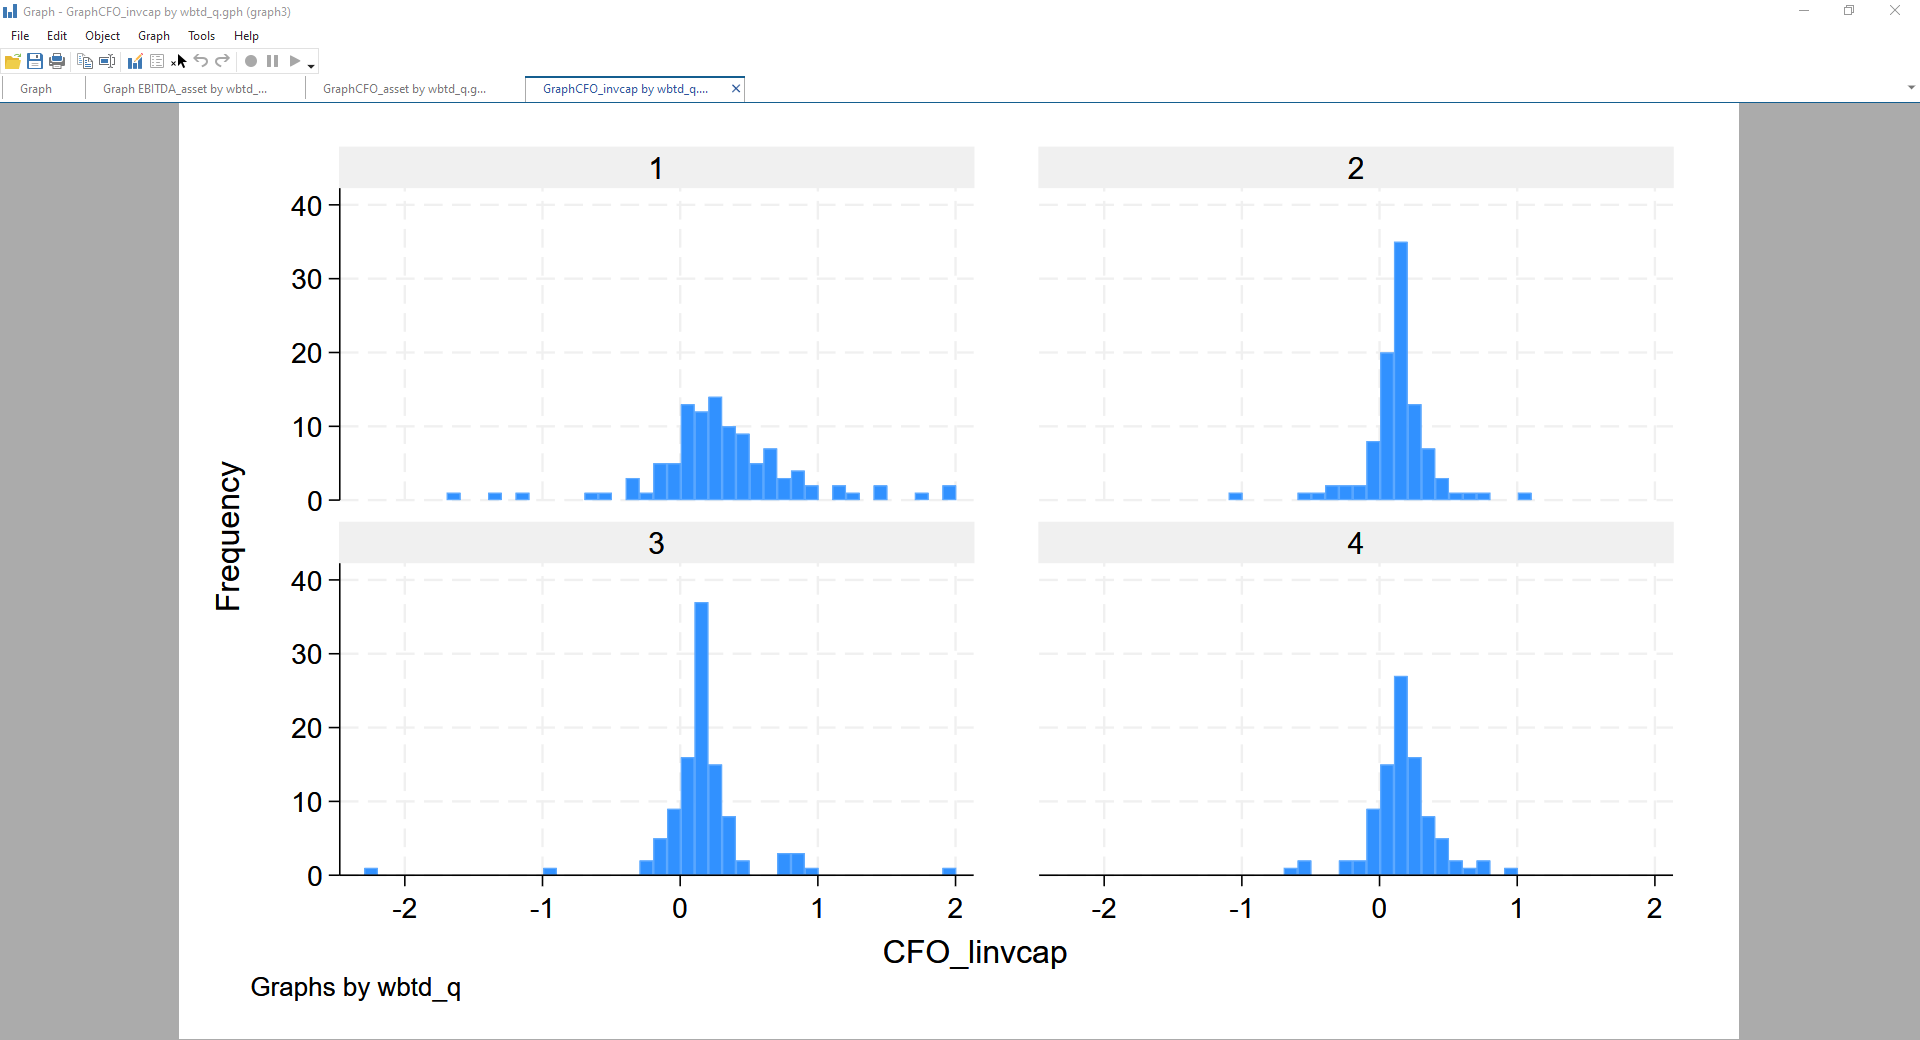 Graph - GraphCFO_invcap by wbtd_q.gph (graph3)
File Edit Object Graph Tools Help
Graph Graph EBITDA_asset by wbtd_... GraphCFO_asset by wbtd_q.g... GraphCFO_invcap by wbtd_q....
1 2
40
30
20
10
0
Frequency
3 4
40
30
20
10
0
-2 -1 0 1 2 -2 -1 0 1 2
CFO_linvcap
Graphs by wbtd_q